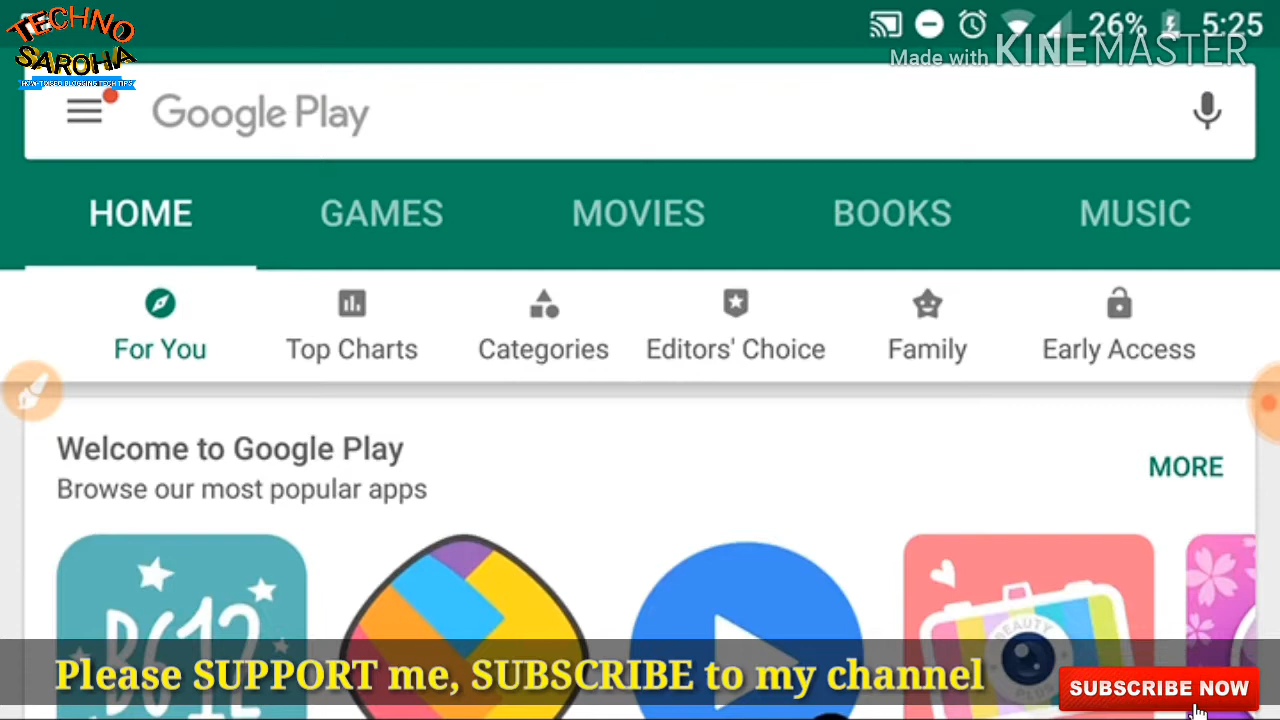 TECHNO
SAROHA
26% 5:25
Made with KINEMASTER
Google Play
HOME GAMES MOVIES BOOKS MUSIC
For You Top Charts Categories Editors' Choice Family Early Access
Welcome to Google Play
MORE
Browse our most popular apps
B612
BEAUTY
PLUS
Please SUPPORT me, SUBSCRIBE to my channel
SUBSCRIBE NOW